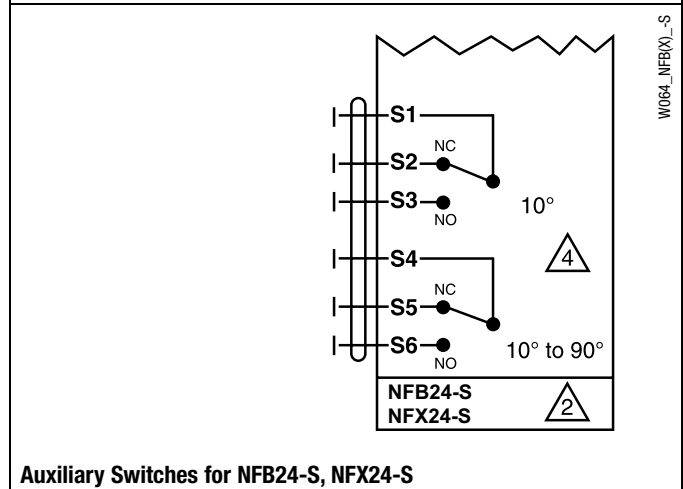 W064_NFB(X)_-S
S1
NC
S2
S3
10°
NO
4
S4
NC
S5
S6
10° to 90°
NO
NFB24-S
NFX24-S
2
Auxiliary Switches for NFB24-S, NFX24-S